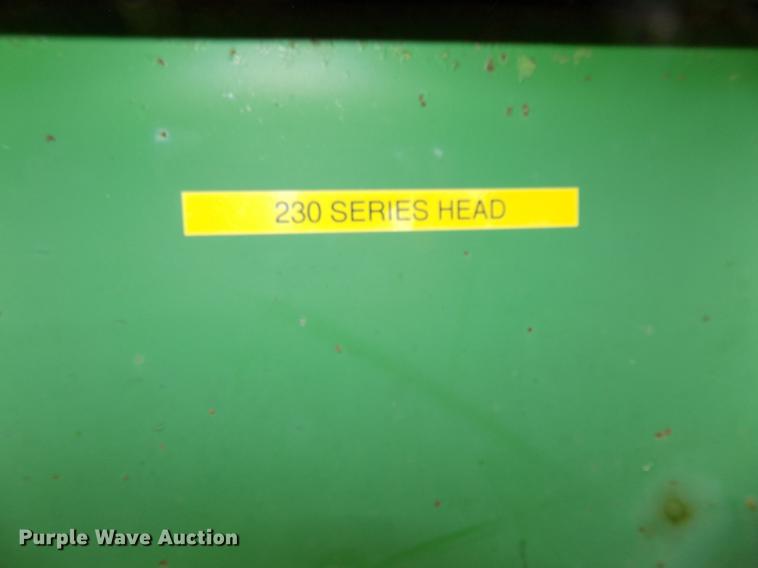 230 SERIES HEAD
Purple Wave Auction